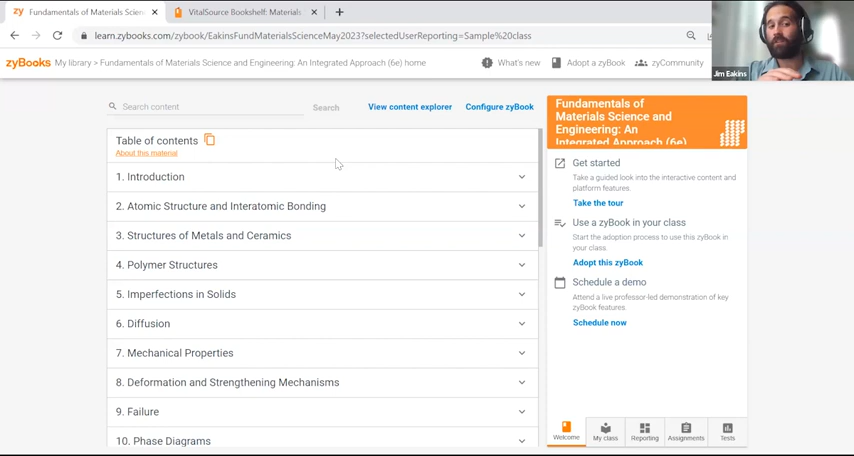 zy Fundamentals of Materials Scienc
VitalSource Bookshelf: Materials
learn.zybooks.com/zybook/EakinsFundMaterialsScienceMay2023?selectedUserReporting=Sample%20class
Jim Eakins
zyBooks My library > Fundamentals of Materials Science and Engineering: An Integrated Approach (6e) home
What's new
Adopt a zyBook
zyCommunity
Search content
Search
View content explorer
Configure zyBook
Table of contents
About this material
1. Introduction
2. Atomic Structure and Interatomic Bonding
3. Structures of Metals and Ceramics
4. Polymer Structures
5. Imperfections in Solids
6. Diffusion
7. Mechanical Properties
8. Deformation and Strengthening Mechanisms
9. Failure
10. Phase Diagrams
Fundamentals of
Materials Science and
Engineering: An
Integrated Approach (6e)
Get started
Take a guided look into the interactive content and
platform features.
Take the tour
Use a zyBook in your class
Start the adoption process to use this zyBook in
your class.
Adopt this zyBook
Schedule a demo
Attend a live professor-led demonstration of key
zyBook features.
Schedule now
Welcome
My class
Reporting
Assignments
Tests